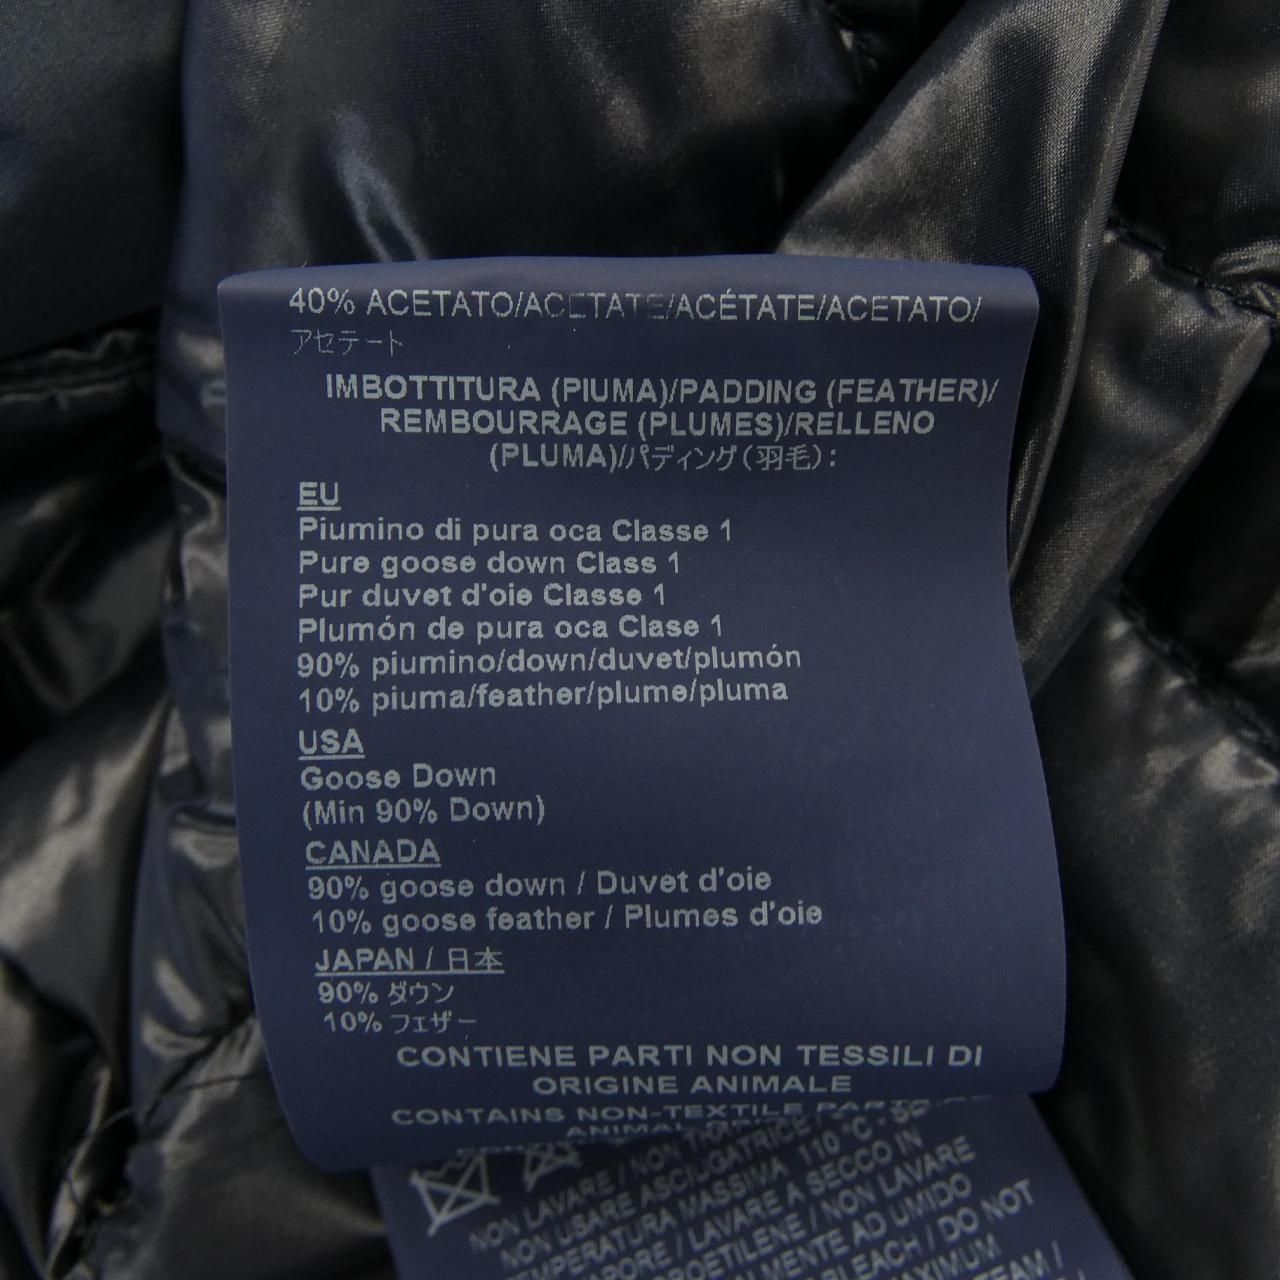 40% ACETATO/ACETATE/ACÉTATE/ACETATO/
アセテート
IMBOTTITURA (PIUMA)/PADDING (FEATHER)/
REMBOURRAGE (PLUMES)/RELLENO
(PLUMA)/パディング(羽毛):
EU
Piumino di pura oca Classe 1
Pure goose down Class 1
Pur duvet d'oie Classe 1
Plumón de pura oca Clase 1
90% piumino/down/duvet/plumón
10% piuma/feather/plume/pluma
USA
Goose Down
(Min 90% Down)
CANADA
90% goose down / Duvet d'oie
10% goose feather / Plumes d'oie
JAPAN / 日本
90% ダウン
10% フェザー
CONTIENE PARTI NON TESSILI DI
ORIGINE ANIMALE
CONTAINS NON-TEXTILE PARTS OF
ANIMAL
NON LAVARE / NON
NON USARE ASCIUGATRICE
TEMPERATURA MASSIMA 110 °C -
/ LAVARE A SECCO IN
/ NON LAVARE
AD UMIDO
BLEACH / DO NOT
MAXIMUM